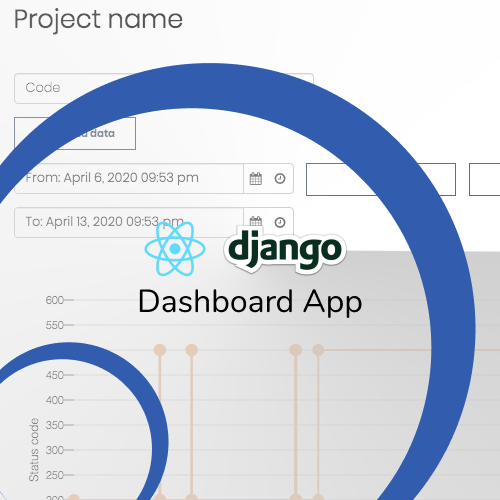 Project name
Code
data
From: April 6, 2020 09:53 pm
To: April 13, 2020 09:53 pm
django
Dashboard App
600
550
450
400
350
300
250
200
Status code